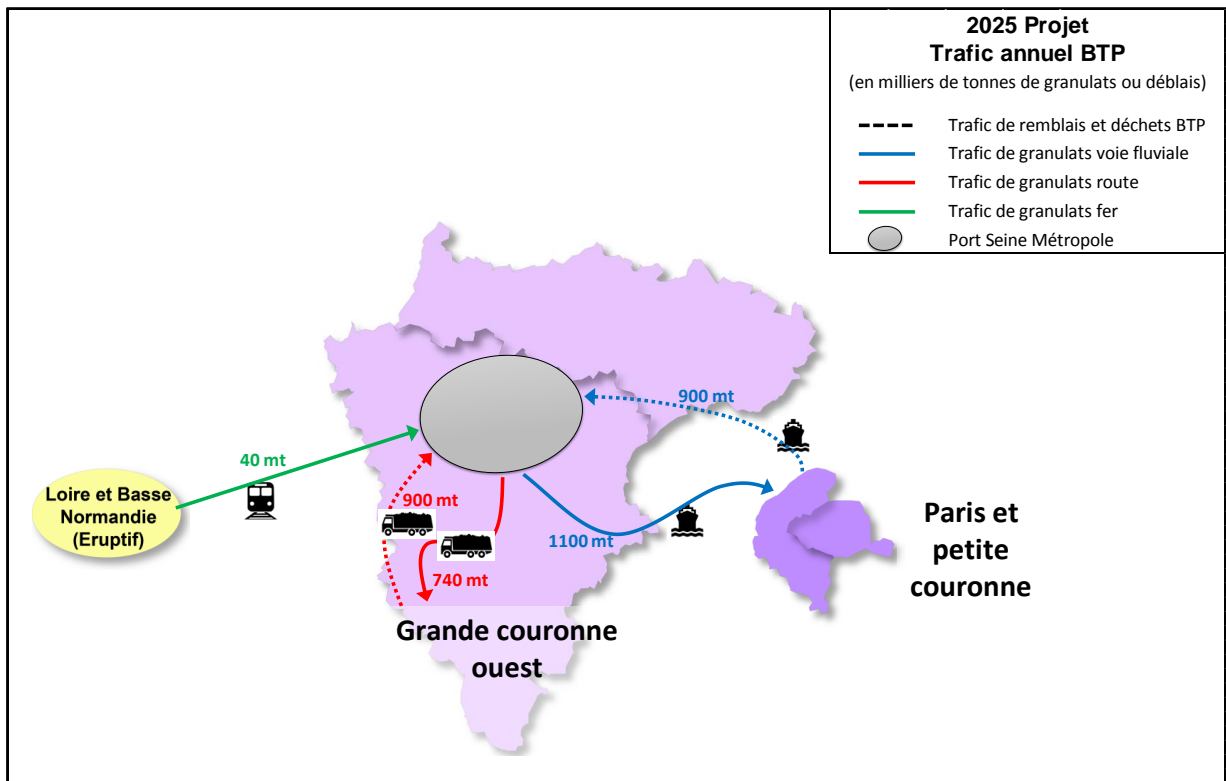 2025 Projet
Trafic annuel BTP
(en milliers de tonnes de granulats ou déblais)
Trafic de remblais et déchets BTP
Trafic de granulats voie fluviale
Trafic de granulats route
Trafic de granulats fer
Port Seine Métropole
900 mt
40 mt
Loire et Basse
Normandie
(Eruptif)
900 mt
1100 mt
740 mt
Paris et
petite
couronne
Grande couronne
ouest